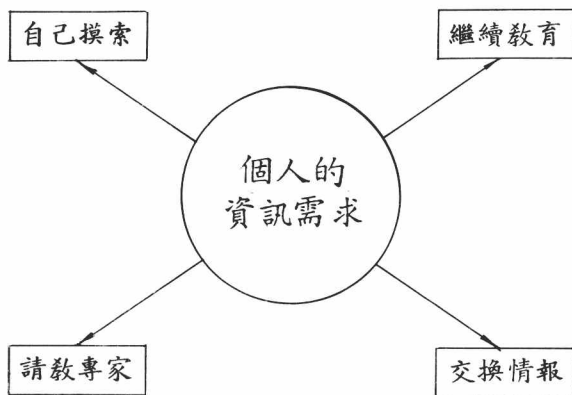 自己摸索
繼續教育
個人的
資訊需求
請教專家
交換情報